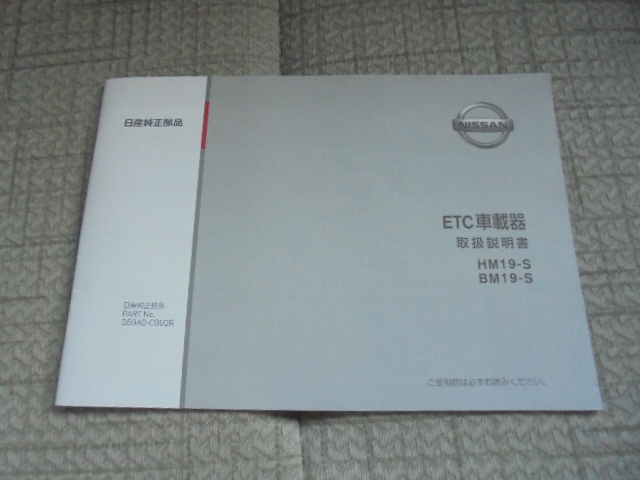 日産純正部品
NISSAN
ETC車載器
取扱説明書
HM19-S
BM19-S
日産純正部品
PART No.
ご使用前は必ずお読みください。